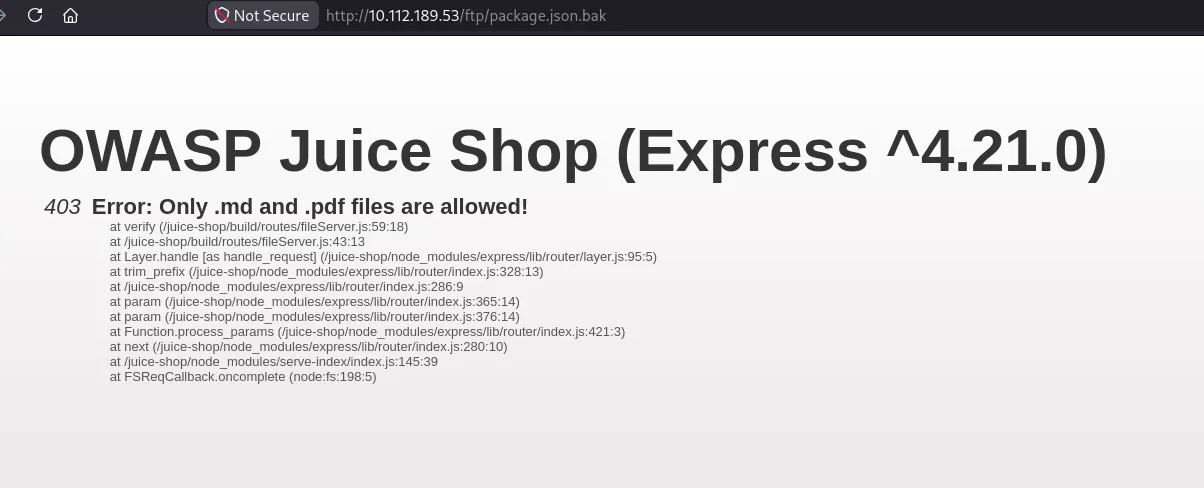 Not Secure http://10.112.189.53/ftp/package.json.bak
OWASP Juice Shop (Express ^4.21.0)
403 Error: Only .md and .pdf files are allowed!
at verify (/juice-shop/build/routes/fileServer.js:59:18)
at /juice-shop/build/routes/fileServer.js:43:13
at Layer.handle [as handle_request] (/juice-shop/node_modules/express/lib/router/layer.js:95:5)
at trim_prefix (/juice-shop/node_modules/express/lib/router/index.js:328:13)
at /juice-shop/node_modules/express/lib/router/index.js:286:9
at param (/juice-shop/node_modules/express/lib/router/index.js:365:14)
at param (/juice-shop/node_modules/express/lib/router/index.js:376:14)
at Function.process_params (/juice-shop/node_modules/express/lib/router/index.js:421:3)
at next (/juice-shop/node_modules/express/lib/router/index.js:280:10)
at /juice-shop/node_modules/serve-index/index.js:145:39
at FSReqCallback.oncomplete (node:fs:198:5)